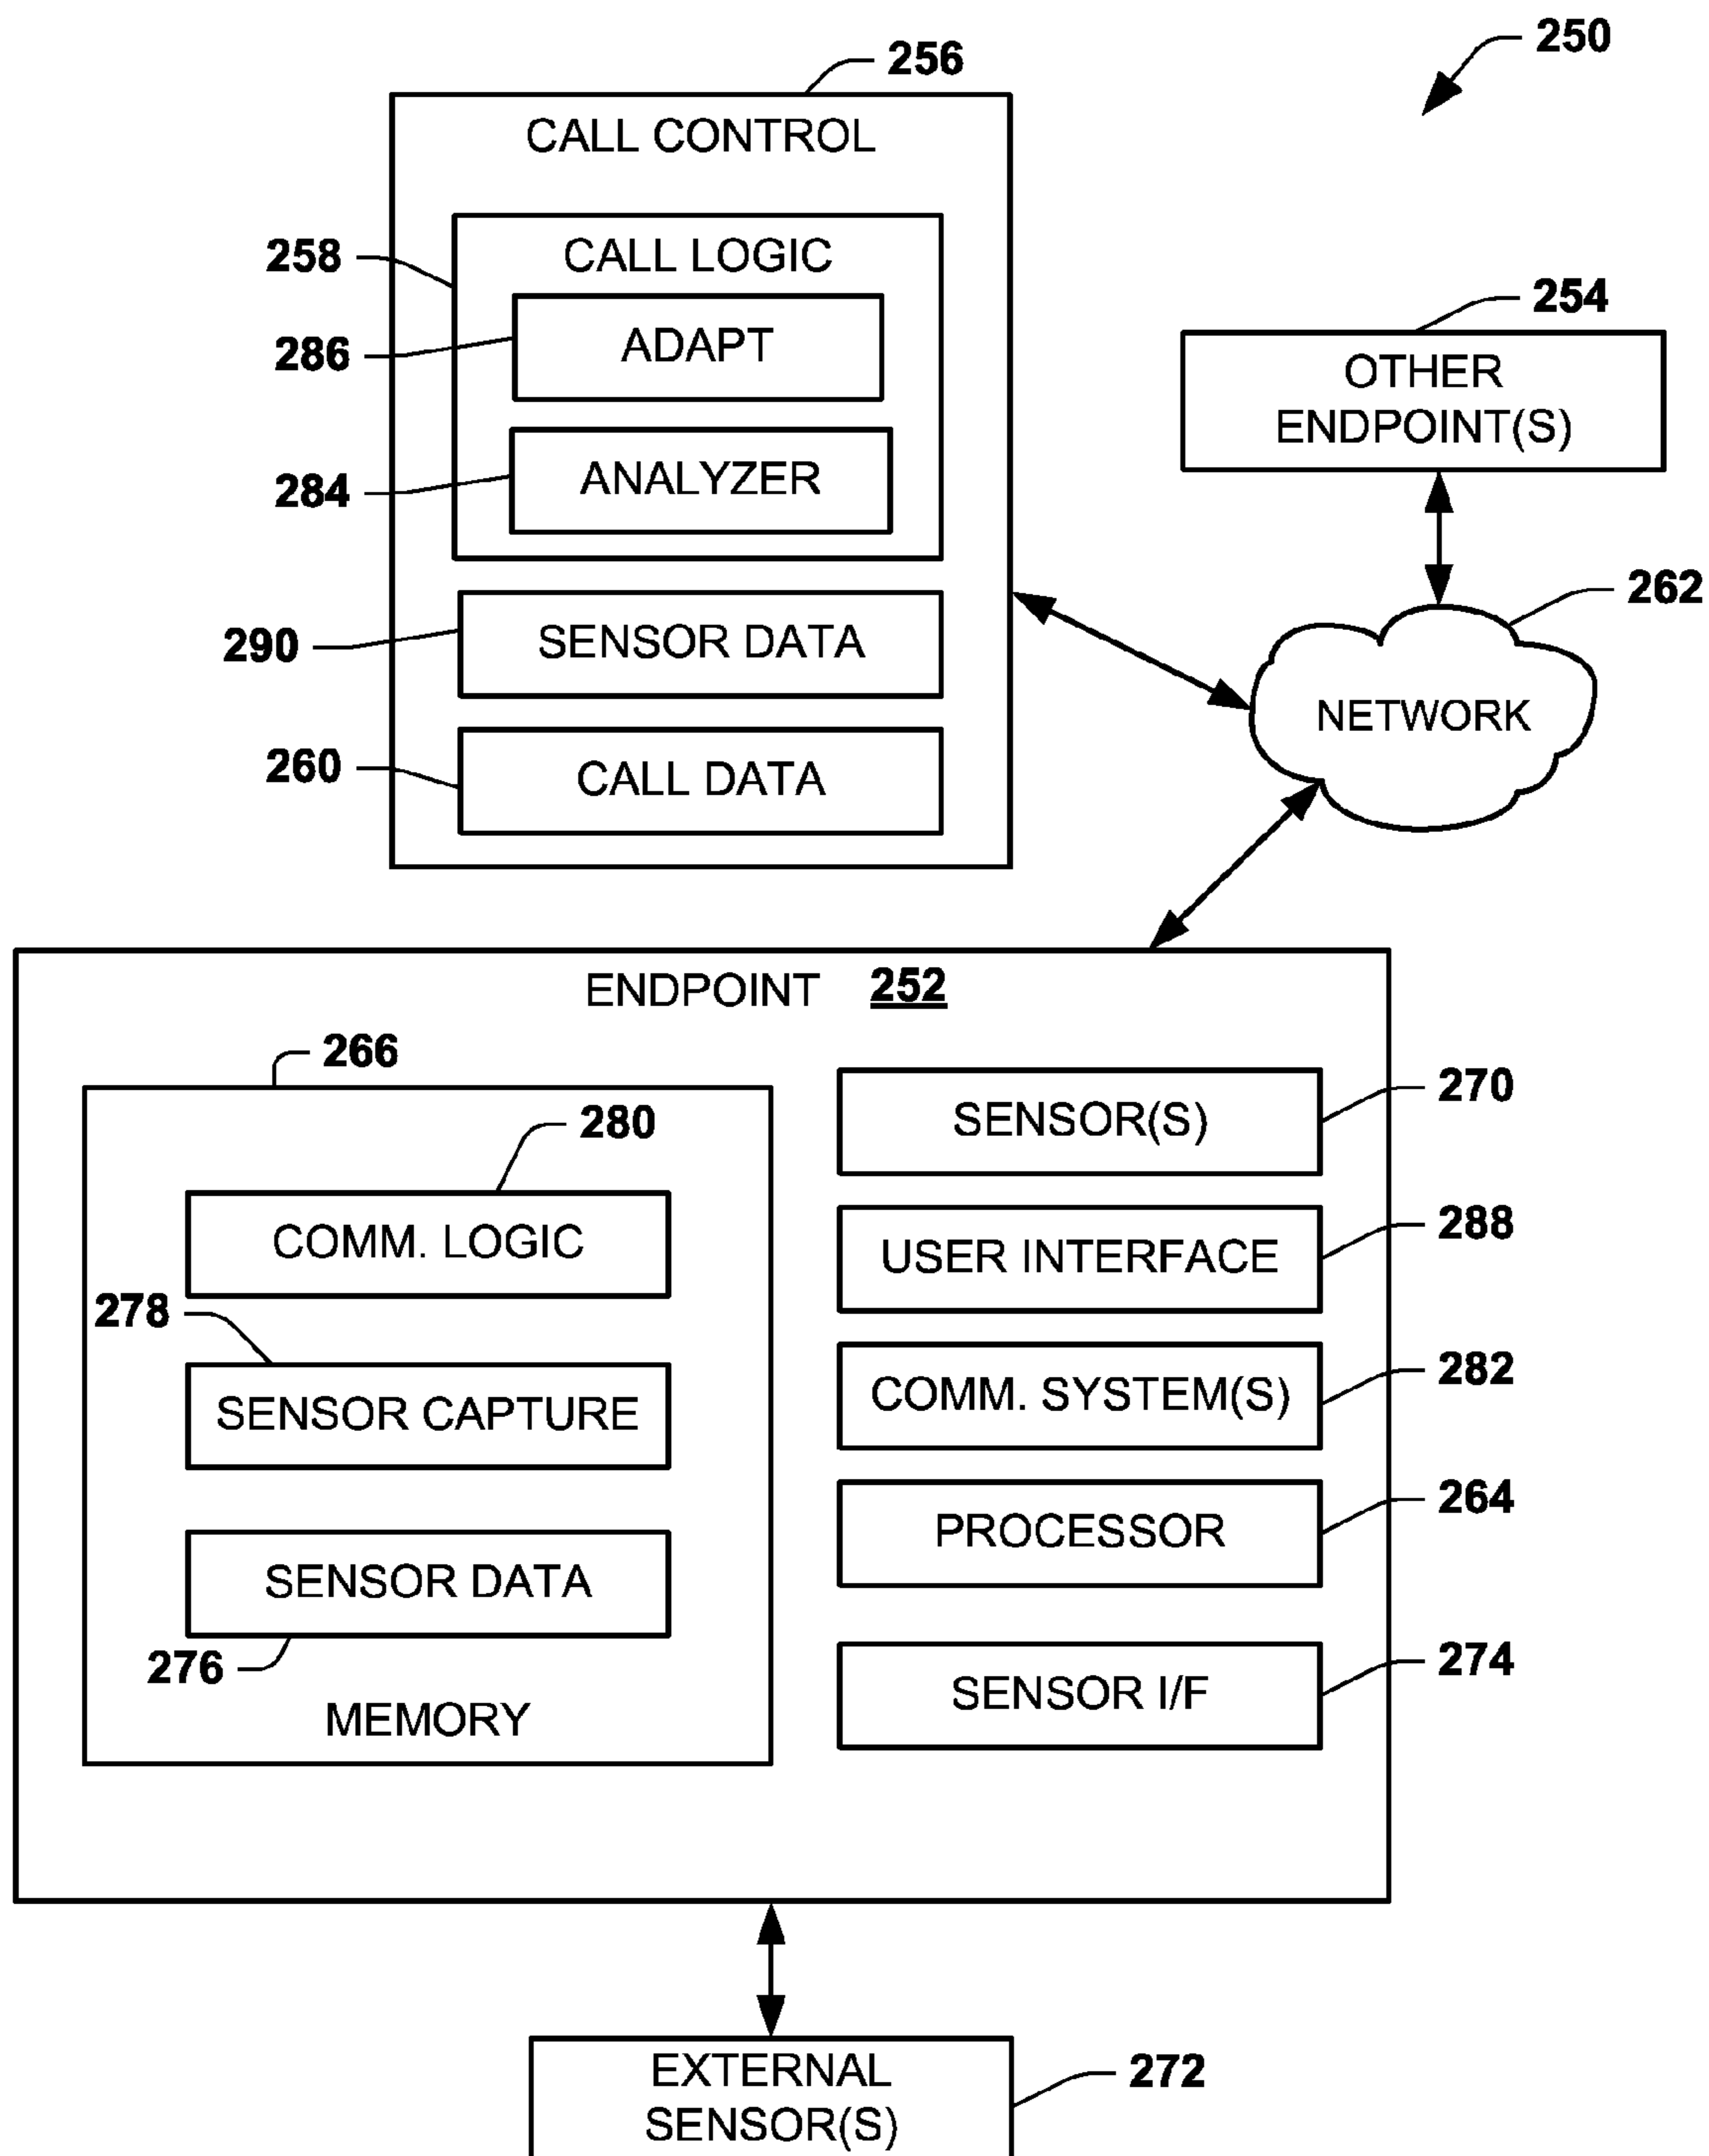 250
256
CALL CONTROL
258
CALL LOGIC
286
ADAPT
284
ANALYZER
290
SENSOR DATA
260
CALL DATA
254
OTHER
ENDPOINT(S)
262
NETWORK
ENDPOINT 252
266
280
COMM. LOGIC
278
SENSOR CAPTURE
SENSOR DATA
276
MEMORY
270
SENSOR(S)
288
USER INTERFACE
282
COMM. SYSTEM(S)
264
PROCESSOR
274
SENSOR I/F
EXTERNAL
SENSOR(S)
272